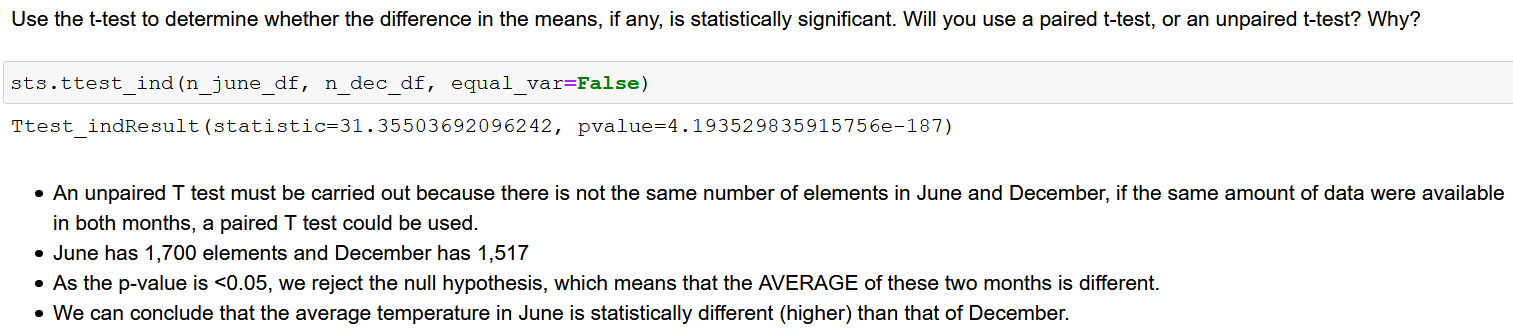 Use the t-test to determine whether the difference in the means, if any, is statistically significant. Will you use a paired t-test, or an unpaired t-test? Why?
sts.ttest_ind(n_june_df, n_dec_df, equal_var=False)
Ttest_indResult(statistic=31.35503692096242, pvalue=4.193529835915756e-187)
• An unpaired T test must be carried out because there is not the same number of elements in June and December, if the same amount of data were available
in both months, a paired T test could be used.
• June has 1,700 elements and December has 1,517
• As the p-value is <0.05, we reject the null hypothesis, which means that the AVERAGE of these two months is different.
• We can conclude that the average temperature in June is statistically different (higher) than that of December.